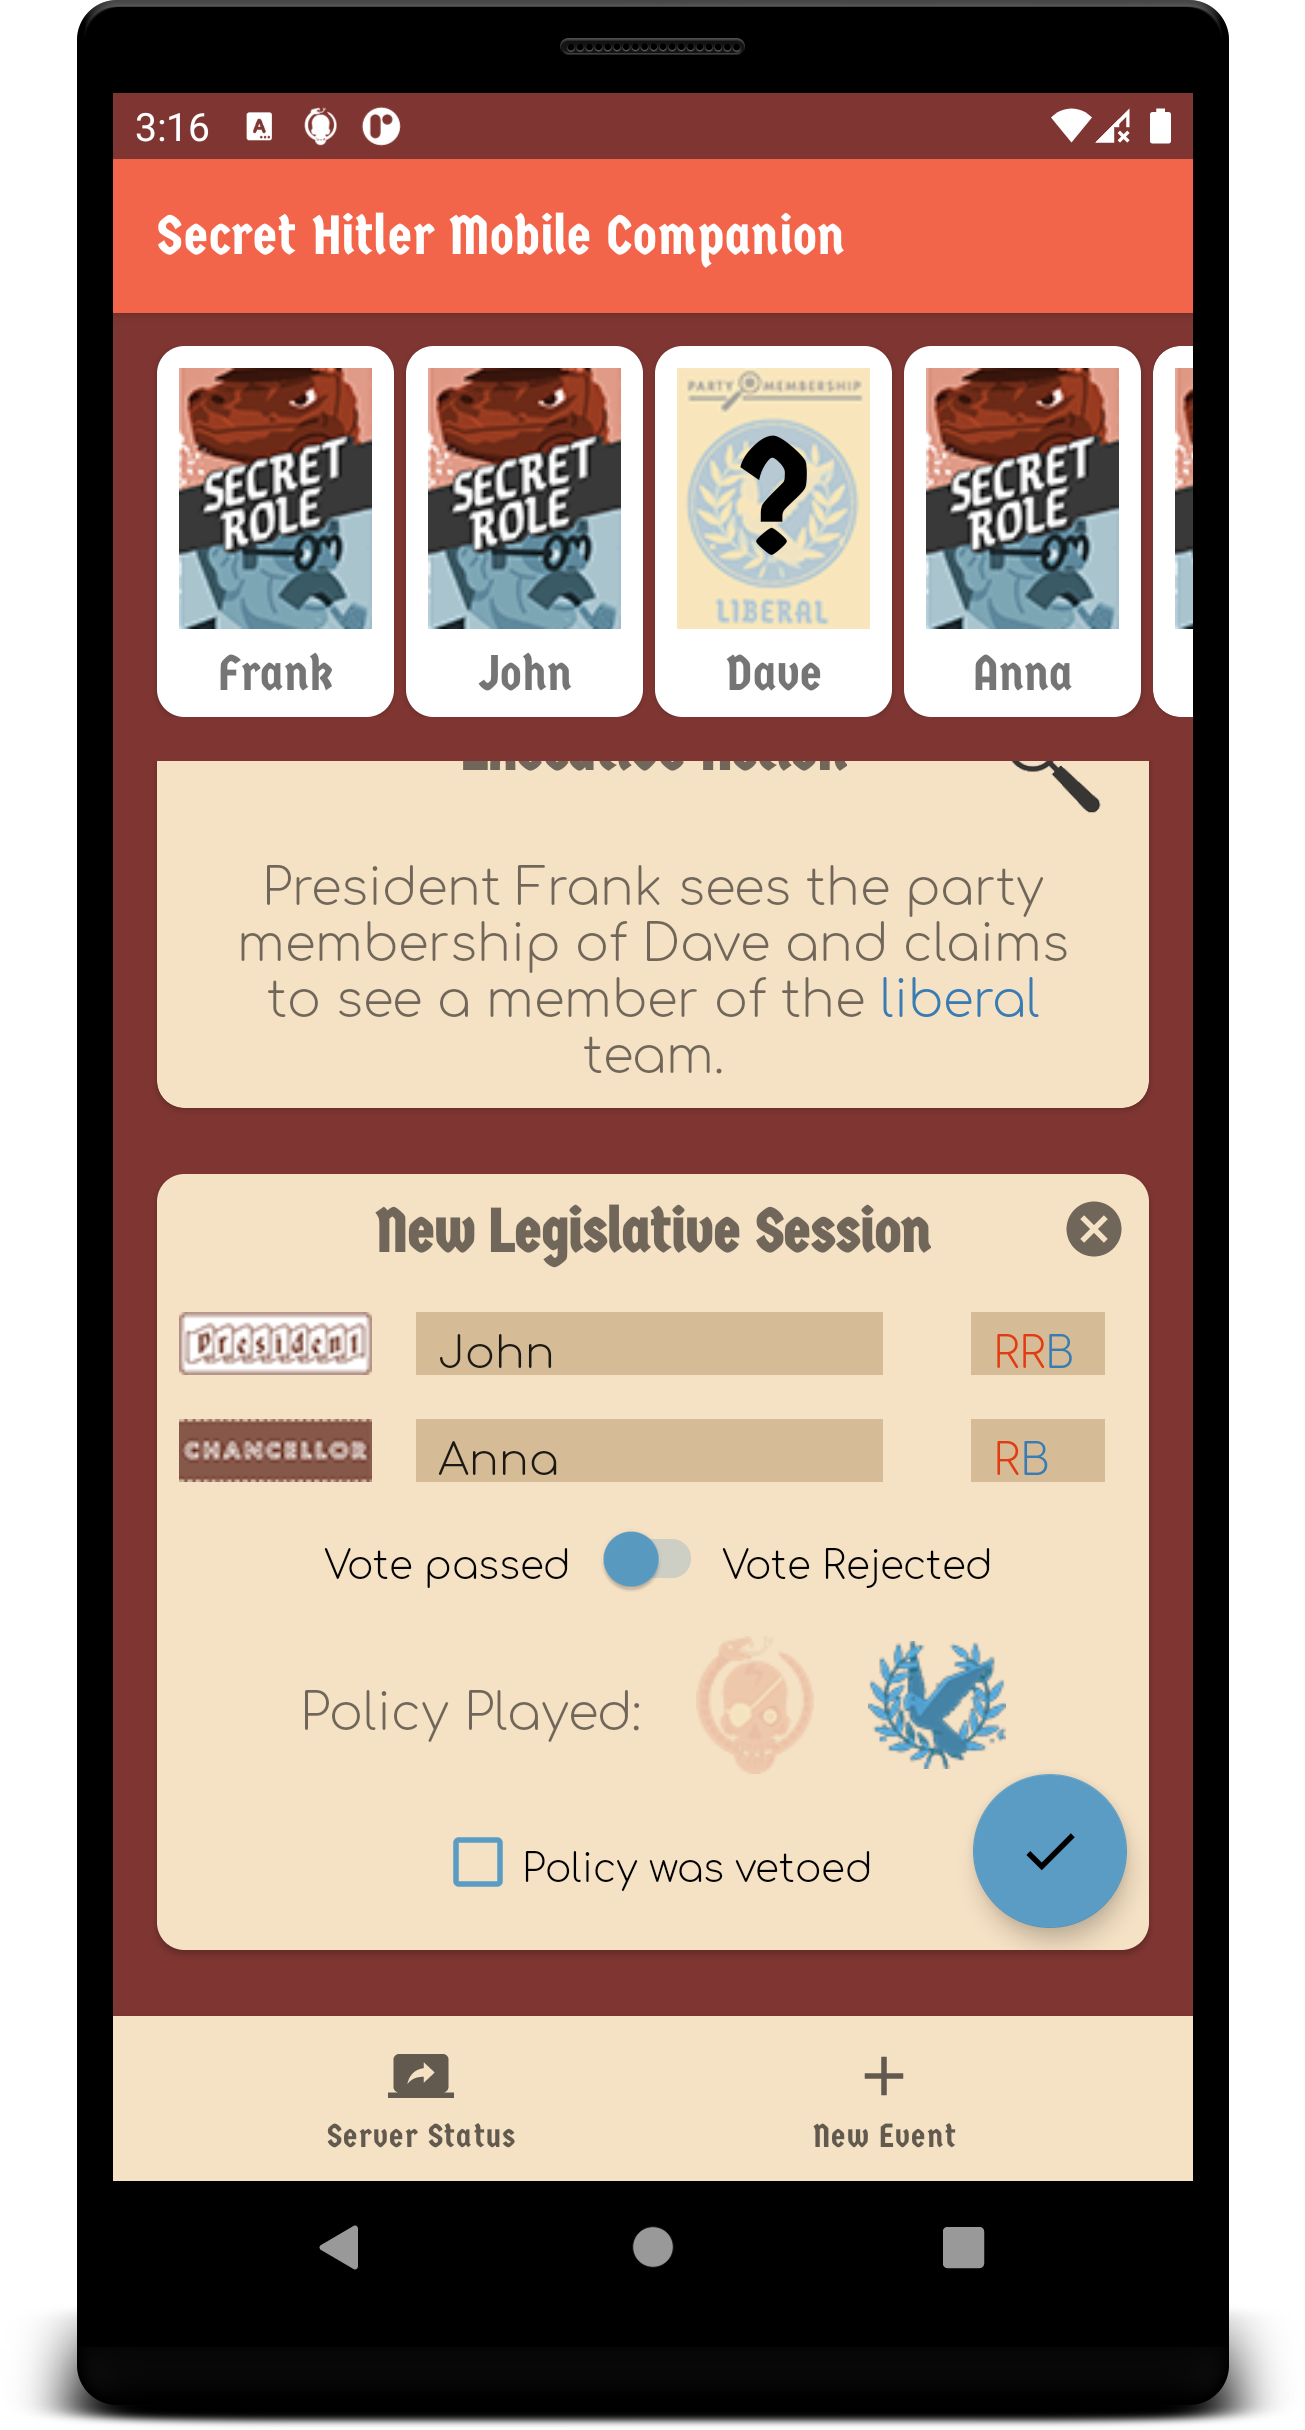 3:16
A
Secret Hitler Mobile Companion
SECRET
ROLE
SECRET
ROLE
PARTY MEMBERSHIP
?
LIBERAL
SECRET
ROLE
Frank
John
Dave
Anna
Executive Action
President Frank sees the party
membership of Dave and claims
to see a member of the liberal
team.
New Legislative Session
President
John
RRB
CHANCELLOR
Anna
RB
Vote passed
Vote Rejected
Policy Played:
Policy was vetoed
Server Status
New Event